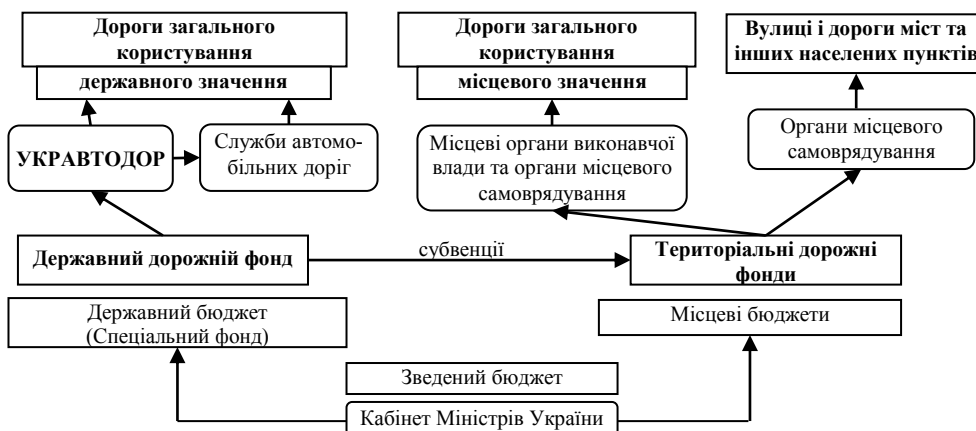 Дороги загального
користування
державного значення
Дороги загального
користування
місцевого значення
Вулиці і дороги міст та
інших населених пунктів
УКРАВТОДОР
Служби автомо-
більних доріг
Місцеві органи виконавчої
влади та органи місцевого
самоврядування
Органи місцевого
самоврядування
Державний дорожній фонд
субвенції
Територіальні дорожні
фонди
Державний бюджет
(Спеціальний фонд)
Місцеві бюджети
Зведений бюджет
Кабінет Міністрів України